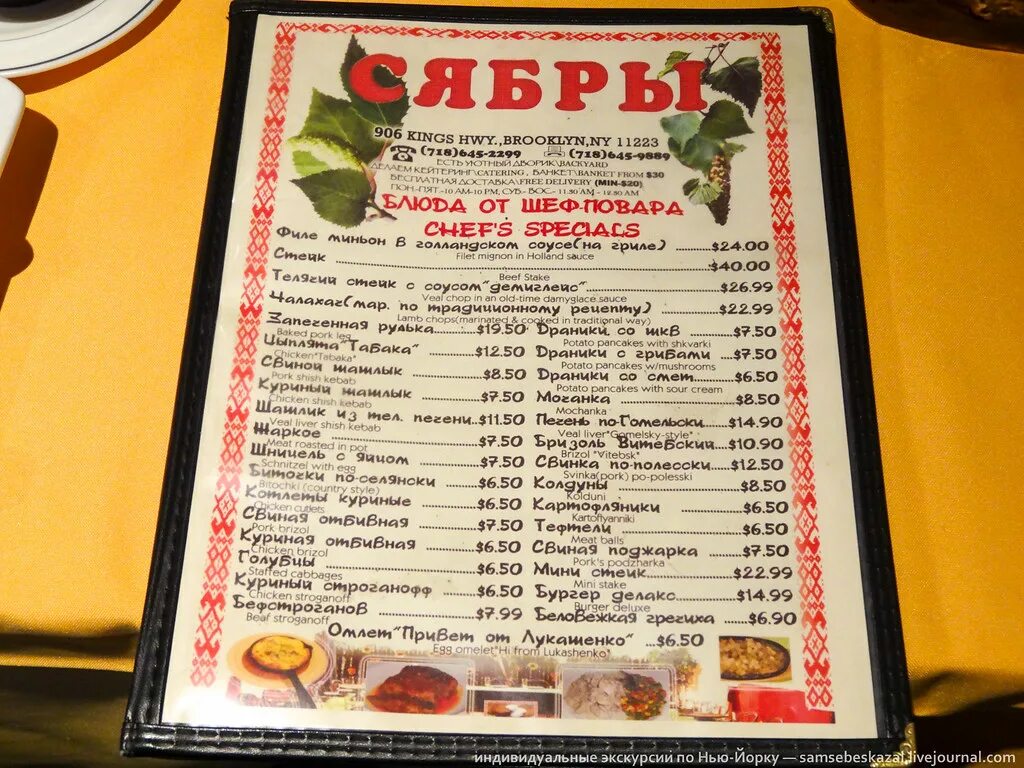 СЯБРЫ
906 KINGS HWY.,BROOKLYN,NY 11223
(718)645-2299 (718)645-9889
ЕСТЬ УЮТНЫЙ ДВОРИК\BACKYARD
ДЕЛАЕМ КЕЙТЕРИНГ\CATERING , БАНКЕТ\BANKET FROM $30
БЕСПЛАТНАЯ ДОСТАВКА\FREE DELIVERY (MIN-$20)
ПОН-ПЯТ -10 AM-10 PM, СУБ- ВОС- 11.30 AM - 12.30 AM
БЛЮДА ОТ ШЕФ-ПОВАРА
CHEF'S SPECIALS
Филе миньон в голландском соусе(на гриле) $24.00
Filet mignon in Holland sauce
Стейк $40.00
Beef Stake
Телячий стейк с соусом"демиглейс" $26.99
Veal chop in an old-time damyglace sauce
Чалахач(мар. по традиционному рецепту) $22.99
Lamb chops(marinated & cooked in traditional way)
Запеченная рулька $19.50
Baked pork leg
Цыплята"Табака" $12.50
Chicken"Tabaka"
Свиной шашлык $8.50
Pork shish kebab
Куриный шашлык $7.50
Chicken shish kebab
Шашлик из тел. печени $11.50
Veal liver shish kebab
Жаркое $7.50
Meat roasted in pot
Шницель с яйцом $7.50
Schnitzel with egg
Биточки по-селянски $6.50
Bitochki (country style)
Котлеты куриные $6.50
Chicken cutlets
Свиная отбивная $7.50
Pork brizol
Куриная отбивная $6.50
Chicken brizol
Голубцы $6.50
Staffed cabbages
Куриный строганофф $6.50
Chicken stroganoff
Бефстроганов $7.99
Beaf stroganoff
Драники со шкв $7.50
Potato pancakes with shkvarki
Драники с грибами $7.50
Potato pancakes w/mushrooms
Драники со смет $6.50
Potato pancakes with sour cream
Мочанка $8.50
Mochanka
Печень по-Гомельски $14.90
Veal liver"Gomelsky-style"
Бризоль Витебский $10.90
Brizol "Vitebsk"
Свинка по-полесски $12.50
Svinka(pork) po-polesski
Колдуны $8.50
Kolduni
Картофляники $6.50
Kartoflyanniki
Тефтели $6.50
Meat balls
Свиная поджарка $7.50
Pork's podzharka
Мини стейк $22.99
Mini stake
Бургер делакс $14.99
Burger deluxe
Беловежкая гречиха $6.90
Омлет"Привет от Лукашенко" $6.50
Egg omelet"Hi from Lukashenko"
индивидуальные экскурсии по Нью-Йорку — samsebeskazal.livejournal.com